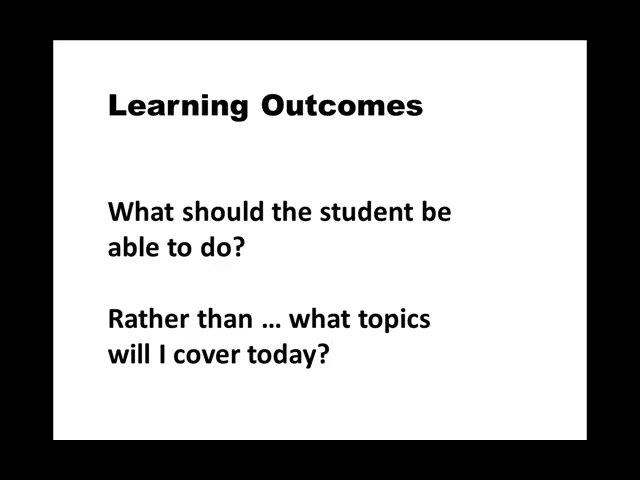 Learning Outcomes
What should the student be
able to do?
Rather than … what topics
will I cover today?